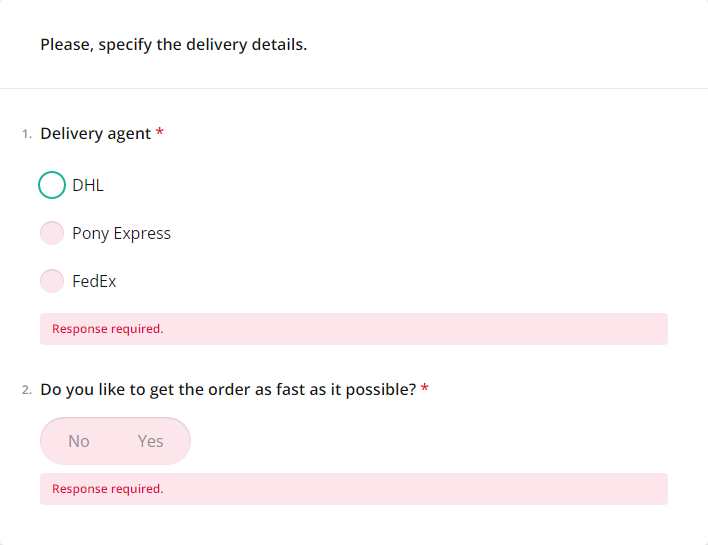 Please, specify the delivery details.
1. Delivery agent *
DHL
Pony Express
FedEx
Response required.
2. Do you like to get the order as fast as it possible? *
No Yes
Response required.